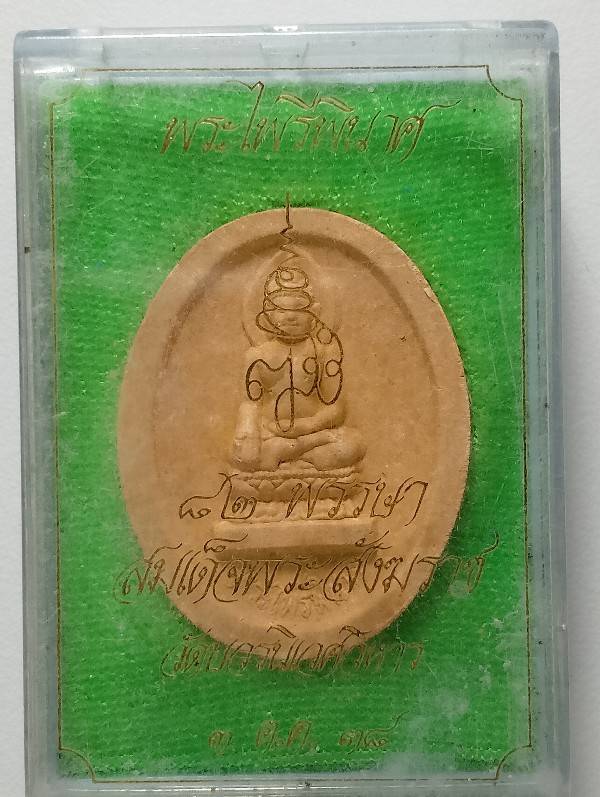 พระไพรีพินาศ
๘๒ พรรษา
สมเด็จพระสังฆราช
วัดบวรนิเวศวิหาร
๓ ต.ค. ๓๘